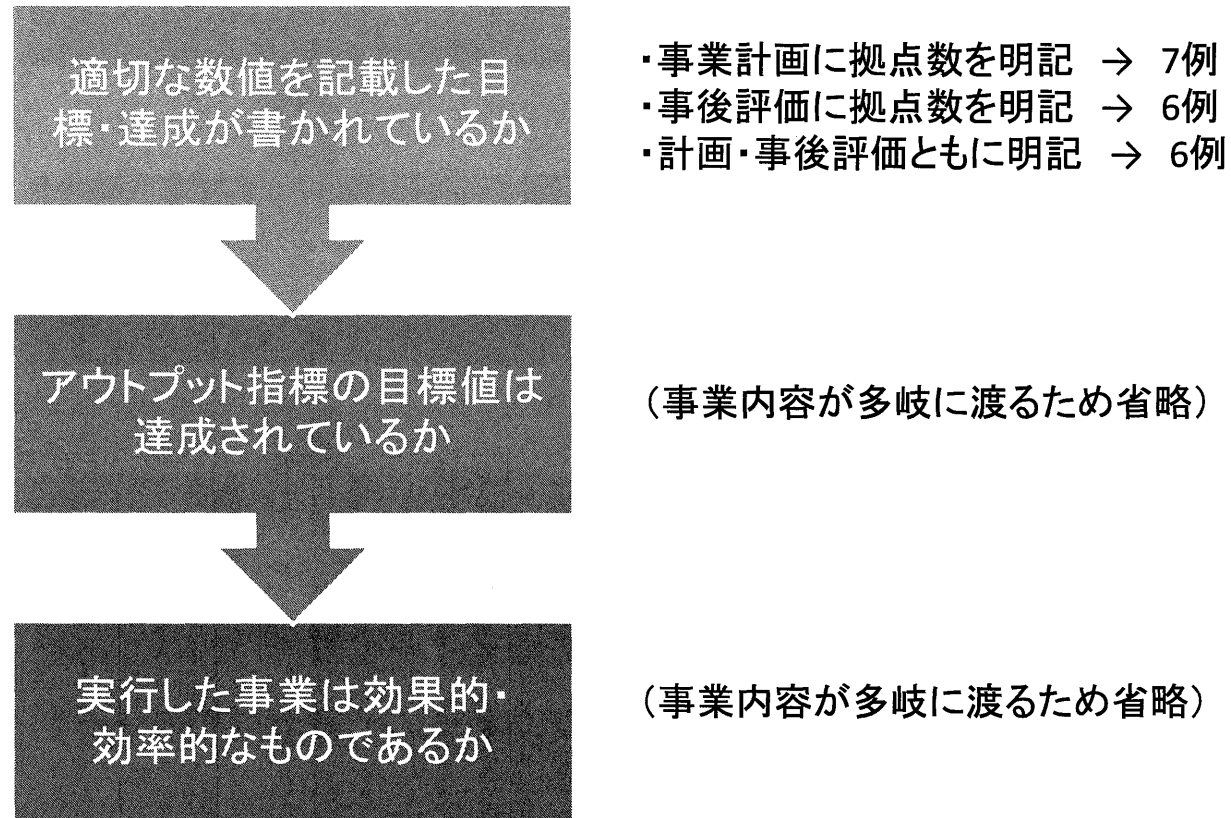 適切な数値を記載した目
標・達成が書かれているか
・事業計画に拠点数を明記 → 7例
・事後評価に拠点数を明記 → 6例
・計画・事後評価ともに明記 → 6例
アウトプット指標の目標値は
達成されているか
（事業内容が多岐に渡るため省略）
実行した事業は効果的・
効率的なものであるか
（事業内容が多岐に渡るため省略）